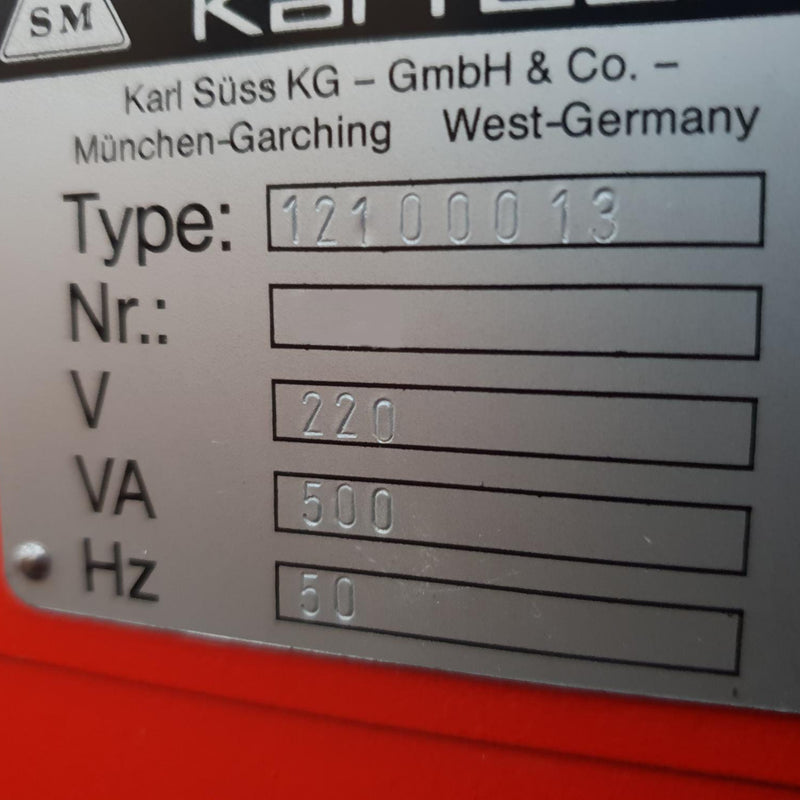 SM
Karl Süss KG – GmbH & Co. –
München-Garching West-Germany
Type: 12100013
Nr.:
V 220
VA 500
Hz 50